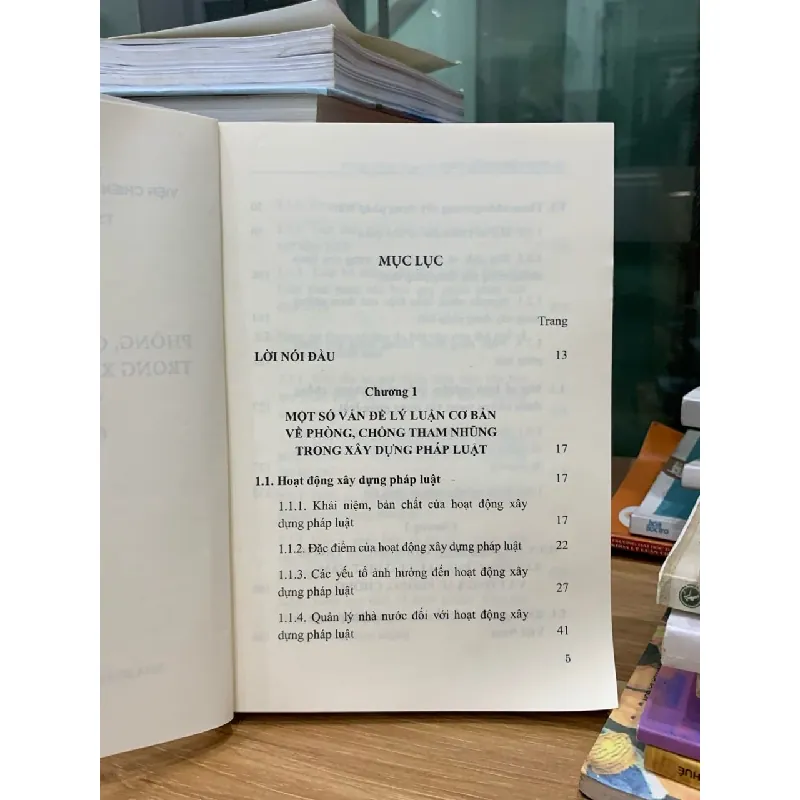 VIỆN CHIẾN
PHÒNG, C
TRONG X
MỤC LỤC
Trang
LỜI NÓI ĐẦU 13
Chương 1
MỘT SỐ VẤN ĐỀ LÝ LUẬN CƠ BẢN
VỀ PHÒNG, CHỐNG THAM NHŨNG
TRONG XÂY DỰNG PHÁP LUẬT 17
1.1. Hoạt động xây dựng pháp luật 17
1.1.1. Khái niệm, bản chất của hoạt động xây
dựng pháp luật 17
1.1.2. Đặc điểm của hoạt động xây dựng pháp luật 22
1.1.3. Các yếu tố ảnh hưởng đến hoạt động xây
dựng pháp luật 27
1.1.4. Quản lý nhà nước đối với hoạt động xây
dựng pháp luật 41
5
HUẾ